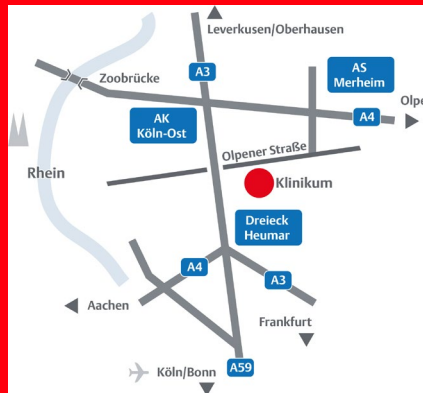 Leverkusen/Oberhausen
A3
Zoobrücke
AS
Merheim
AK
Köln-Ost
A4
Olpe
Olpener Straße
Rhein
Klinikum
Dreieck
Heumar
A4
A3
Aachen
Frankfurt
Köln/Bonn
A59